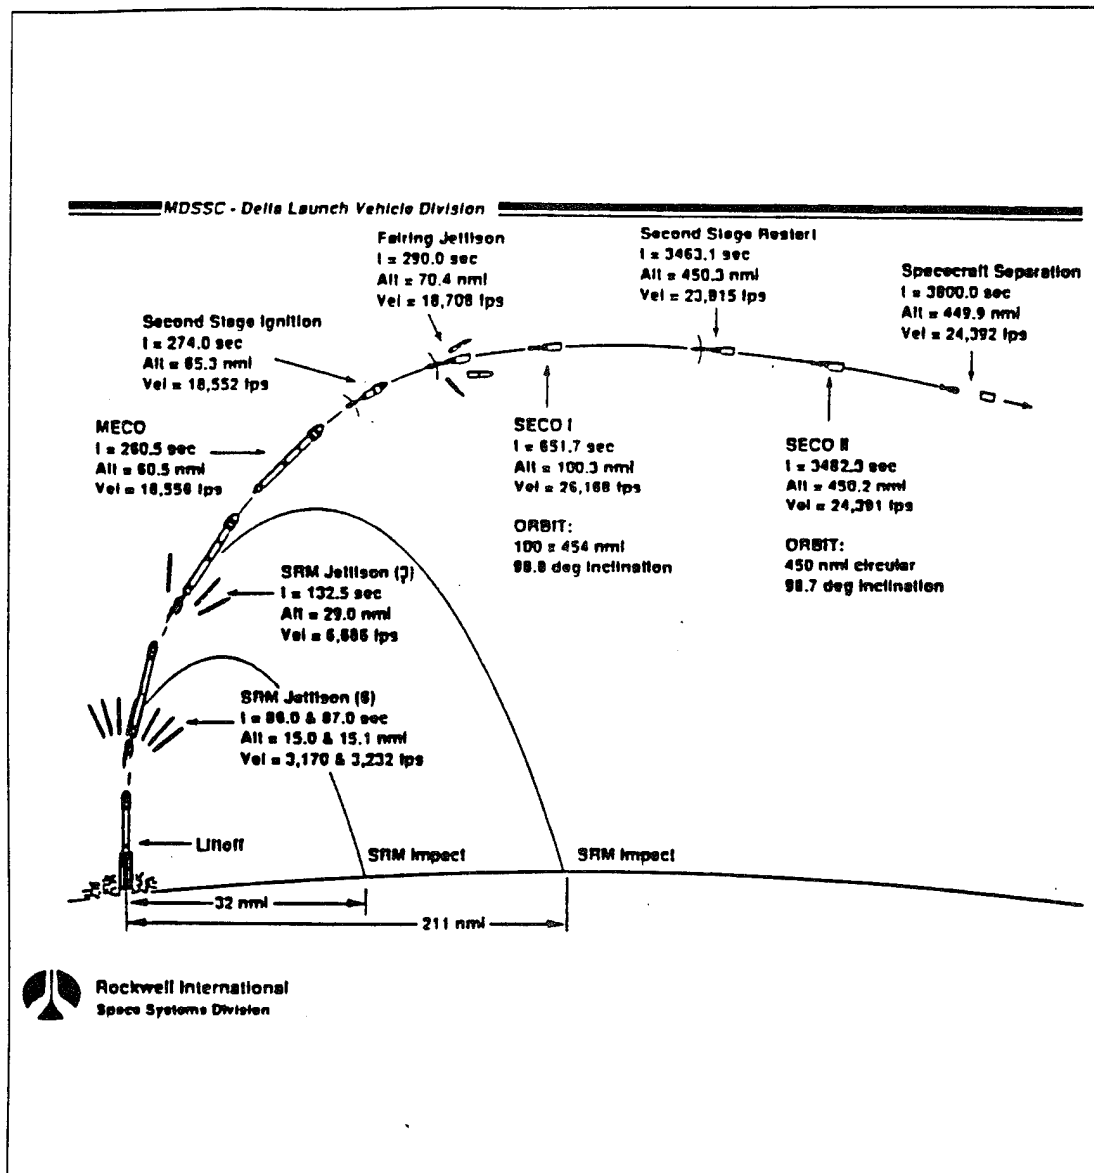 MDSSC - Delta Launch Vehicle Division
Fairing Jettison
t = 290.0 sec
Alt = 70.4 nmi
Vel = 18,708 fps
Second Stage Restart
t = 3463.1 sec
Alt = 450.3 nmi
Vel = 23,815 fps
Spacecraft Separation
t = 3800.0 sec
Alt = 449.9 nmi
Vel = 24,392 fps
Second Stage Ignition
t = 274.0 sec
Alt = 65.3 nmi
Vel = 18,552 fps
MECO
t = 260.5 sec
Alt = 60.5 nmi
Vel = 18,556 fps
SECO I
t = 651.7 sec
Alt = 100.3 nmi
Vel = 26,168 fps
ORBIT:
100 x 454 nmi
98.8 deg inclination
SECO II
t = 3482.3 sec
Alt = 450.2 nmi
Vel = 24,391 fps
ORBIT:
450 nmi circular
98.7 deg inclination
SRM Jettison (3)
t = 132.5 sec
Alt = 29.0 nmi
Vel = 6,686 fps
SRM Jettison (6)
t = 86.0 & 87.0 sec
Alt = 15.0 & 15.1 nmi
Vel = 3,170 & 3,232 fps
Liftoff
SRM Impact
SRM Impact
32 nmi
211 nmi
Rockwell International
Space Systems Division